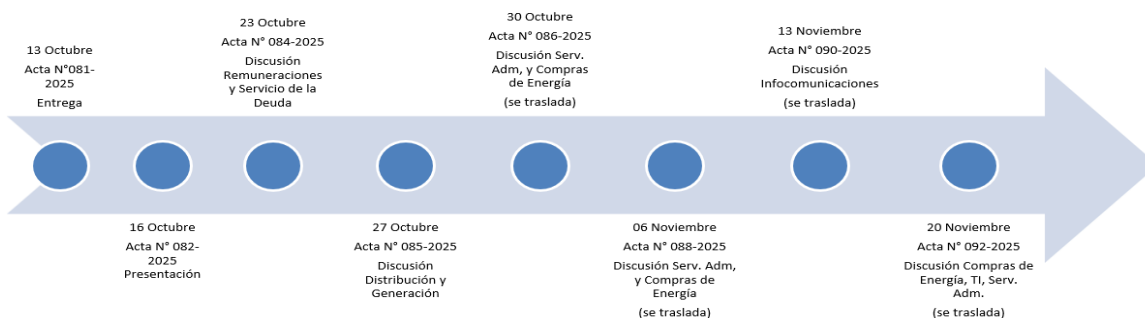 13 Octubre
Acta N°081-
2025
Entrega
16 Octubre
Acta N° 082-
2025
Presentación
23 Octubre
Acta N° 084-2025
Discusión
Remuneraciones
y Servicio de la
Deuda
27 Octubre
Acta N° 085-2025
Discusión
Distribución y
Generación
30 Octubre
Acta N° 086-2025
Discusión Serv.
Adm, y Compras
de Energía
(se traslada)
06 Noviembre
Acta N° 088-2025
Discusión Serv. Adm,
y Compras de
Energía
(se traslada)
13 Noviembre
Acta N° 090-2025
Discusión
Infocomunicaciones
(se traslada)
20 Noviembre
Acta N° 092-2025
Discusión Compras de
Energía, TI, Serv.
Adm.
(se traslada)